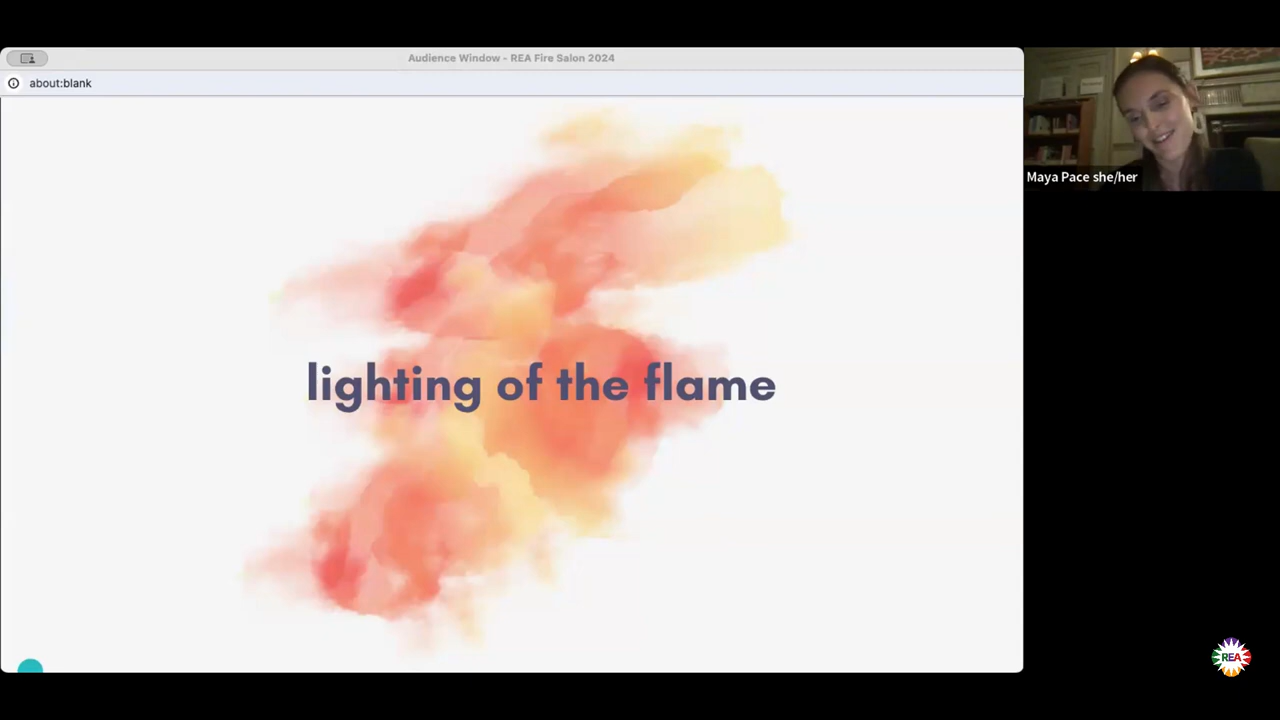 Audience Window - REA Fire Salon 2024
about:blank
Maya Pace she/her
lighting of the flame
REA